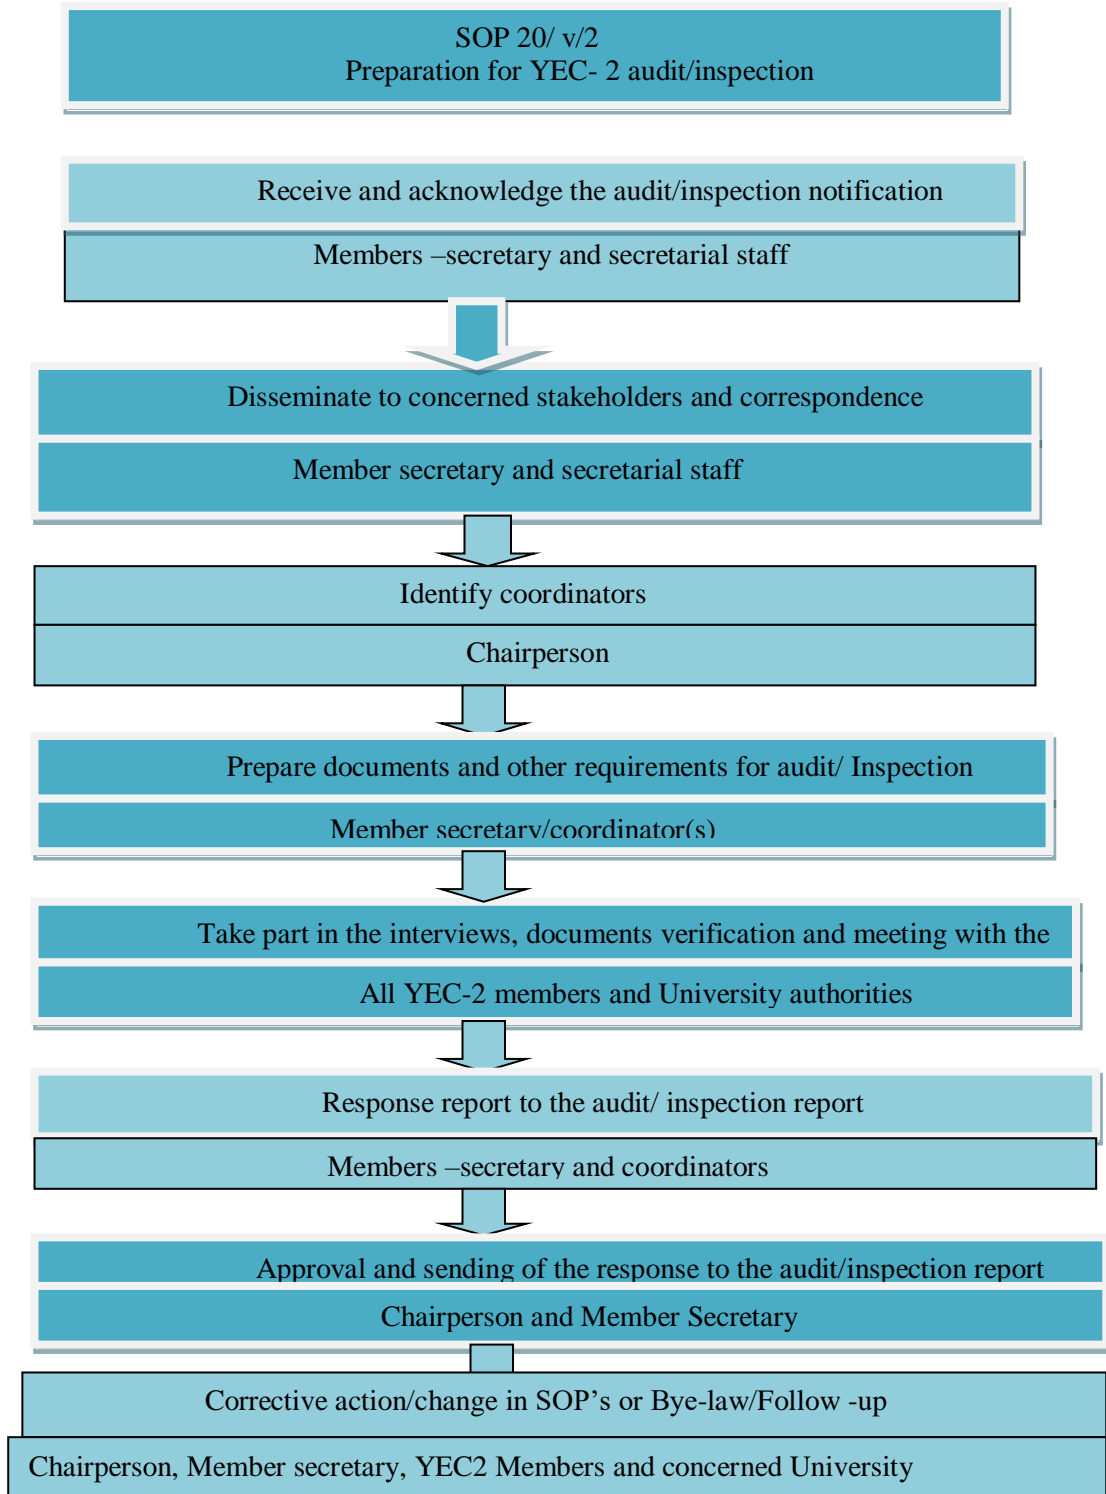 SOP 20/ v/2
Preparation for YEC- 2 audit/inspection
Receive and acknowledge the audit/inspection notification
Members –secretary and secretarial staff
Disseminate to concerned stakeholders and correspondence
Member secretary and secretarial staff
Identify coordinators
Chairperson
Prepare documents and other requirements for audit/ Inspection
Member secretary/coordinator(s)
Take part in the interviews, documents verification and meeting with the
All YEC-2 members and University authorities
Response report to the audit/ inspection report
Members –secretary and coordinators
Approval and sending of the response to the audit/inspection report
Chairperson and Member Secretary
Corrective action/change in SOP's or Bye-law/Follow -up
Chairperson, Member secretary, YEC2 Members and concerned University